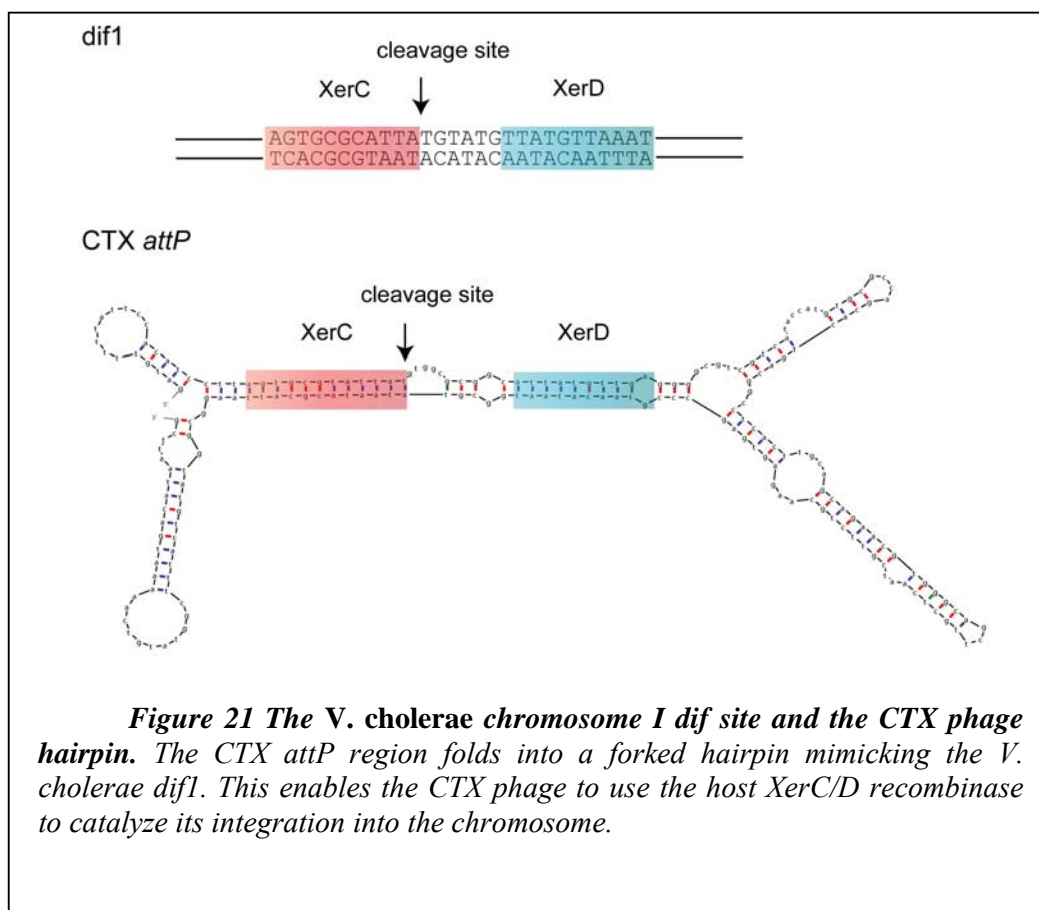 dif1
cleavage site
XerC
XerD
AGTGCGCATTATGTATGTTATGTTAAAT
TCACGCGTAATACATACAATACAATTTA
CTX attP
cleavage site
XerC
XerD
Figure 21 The V. cholerae chromosome I dif site and the CTX phage
hairpin. The CTX attP region folds into a forked hairpin mimicking the V.
cholerae dif1. This enables the CTX phage to use the host XerC/D recombinase
to catalyze its integration into the chromosome.